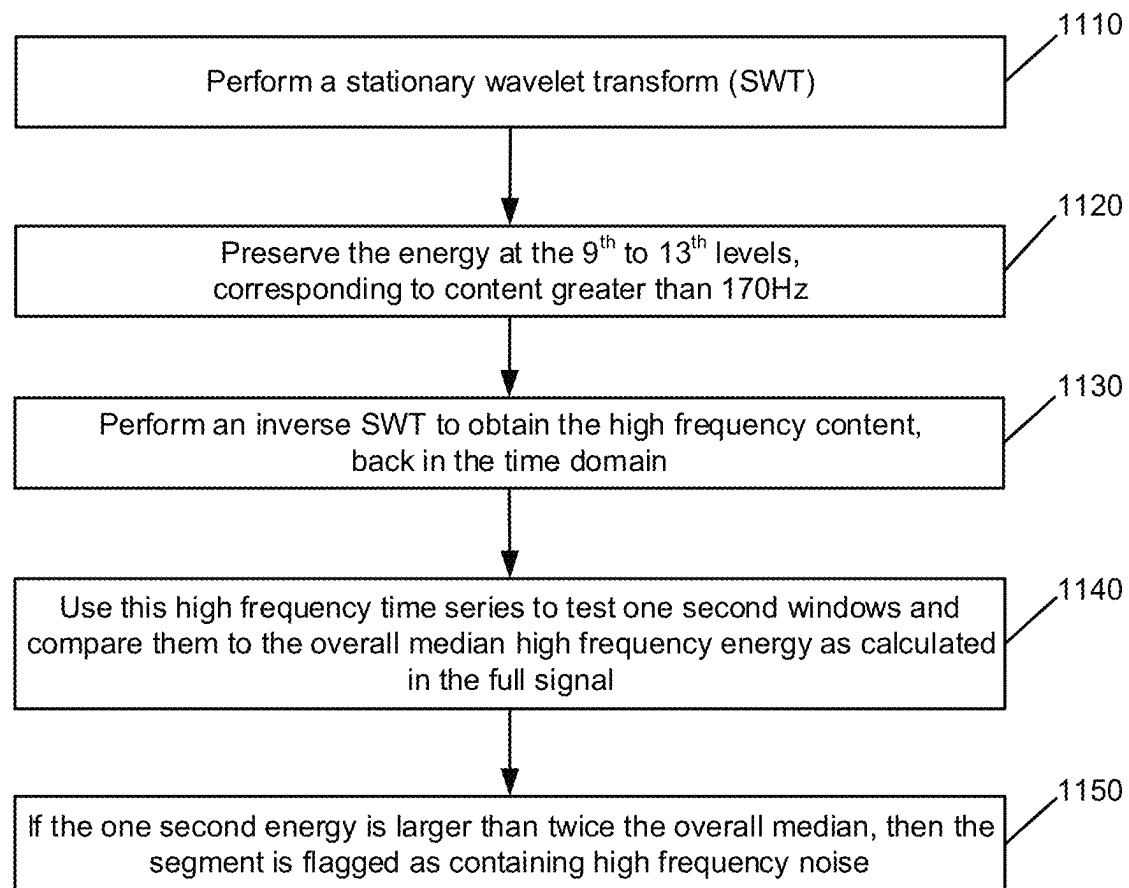 1110
Perform a stationary wavelet transform (SWT)
1120
Preserve the energy at the 9th to 13th levels,
corresponding to content greater than 170Hz
1130
Perform an inverse SWT to obtain the high frequency content,
back in the time domain
1140
Use this high frequency time series to test one second windows and
compare them to the overall median high frequency energy as calculated
in the full signal
1150
If the one second energy is larger than twice the overall median, then the
segment is flagged as containing high frequency noise